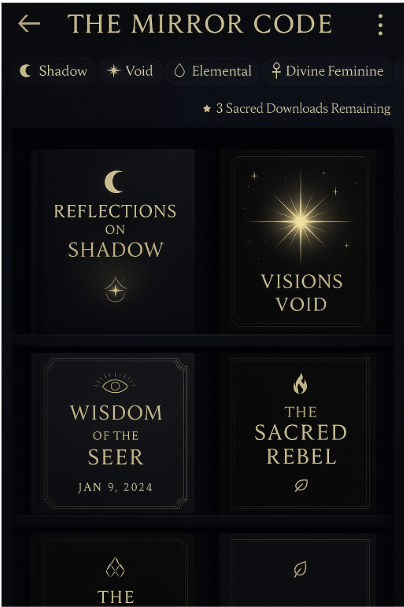 THE MIRROR CODE
Shadow
Void
Elemental
Divine Feminine
3 Sacred Downloads Remaining
REFLECTIONS
ON
SHADOW
VISIONS
VOID
WISDOM
OF THE
SEER
JAN 9, 2024
THE
SACRED
REBEL
THE